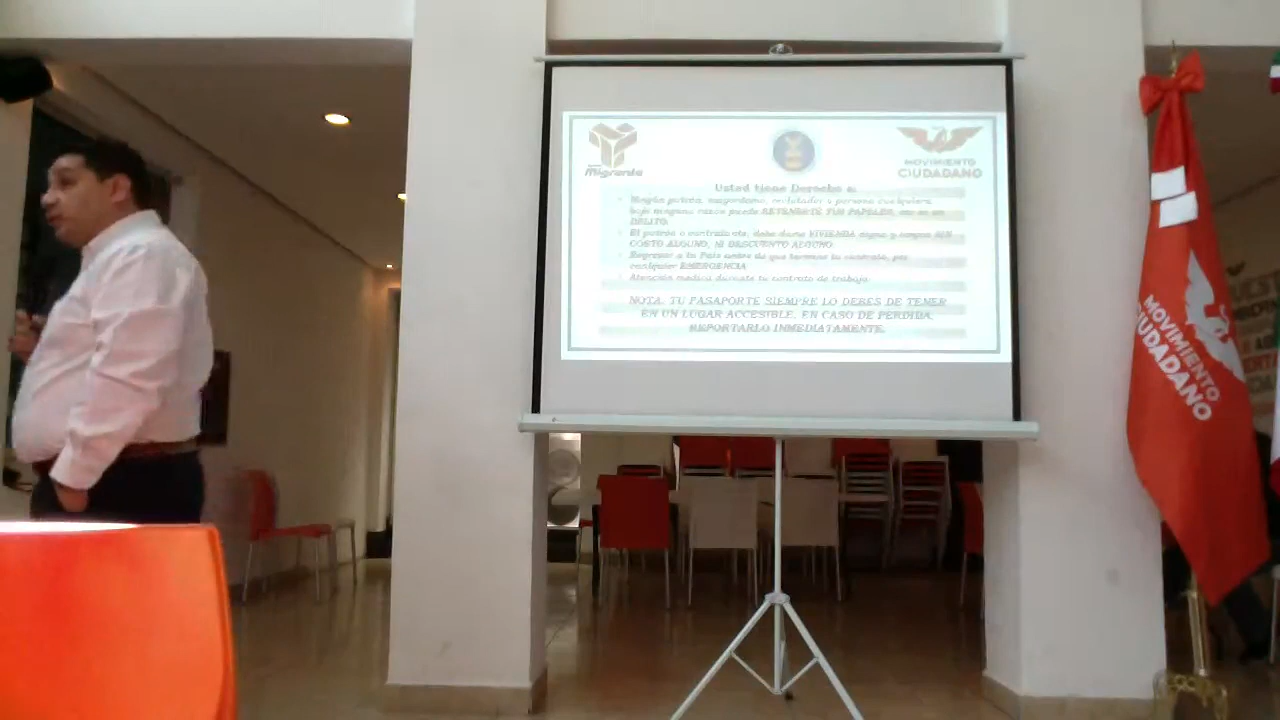 Migrante
MOVIMIENTO
CIUDADANO
Usted tiene Derecho a:
Ningún patrón, mayordomo, reclutador y persona cualquiera
bajo ninguna razón puede RETENERTE TUS PAPELES, eso es un
DELITO.
El patrón o contratante, debe darte VIVIENDA digna y segura SIN
COSTO ALGUNO, NI DESCUENTO ALGUNO.
Regresar a tu País antes de que termine tu contrato, por
cualquier EMERGENCIA
Atención médica durante tu contrato de trabajo.
NOTA: TU PASAPORTE SIEMPRE LO DEBES DE TENER
EN UN LUGAR ACCESIBLE, EN CASO DE PERDIDA,
REPORTARLO INMEDIATAMENTE.
MOVIMIENTO
CIUDADANO